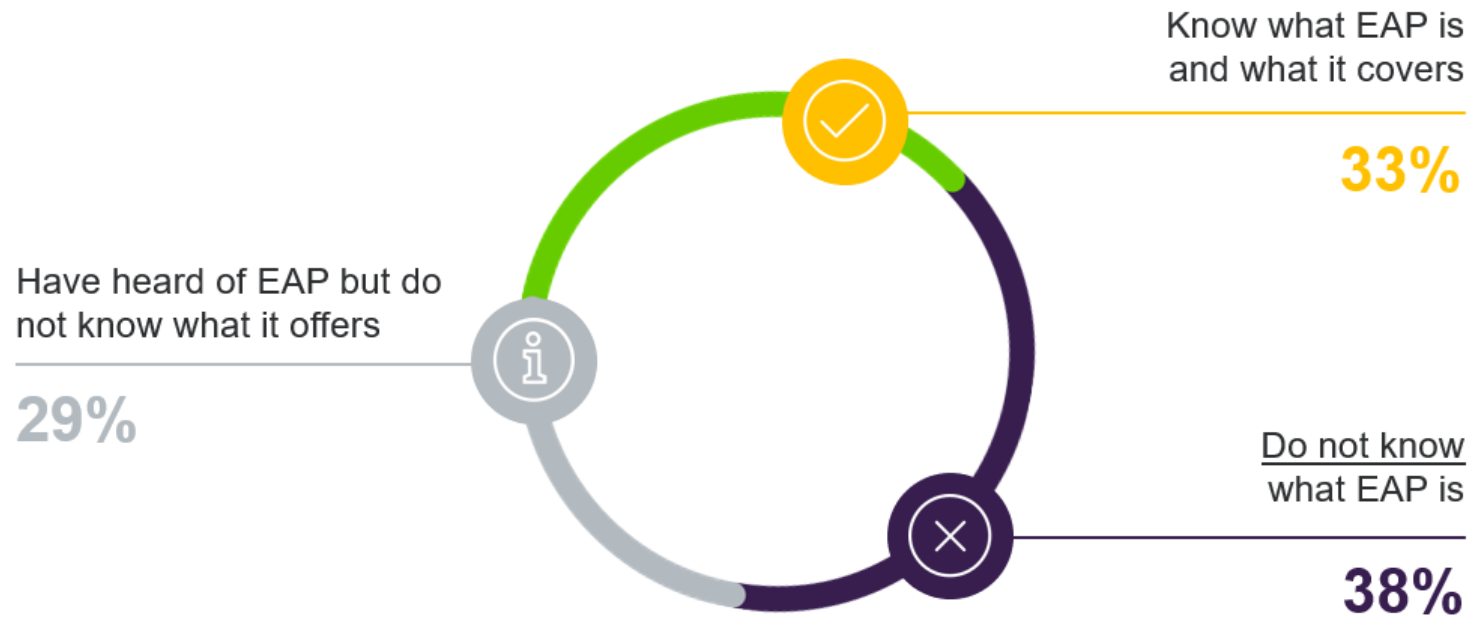 Know what EAP is
and what it covers
33%
Have heard of EAP but do
not know what it offers
29%
Do not know
what EAP is
38%